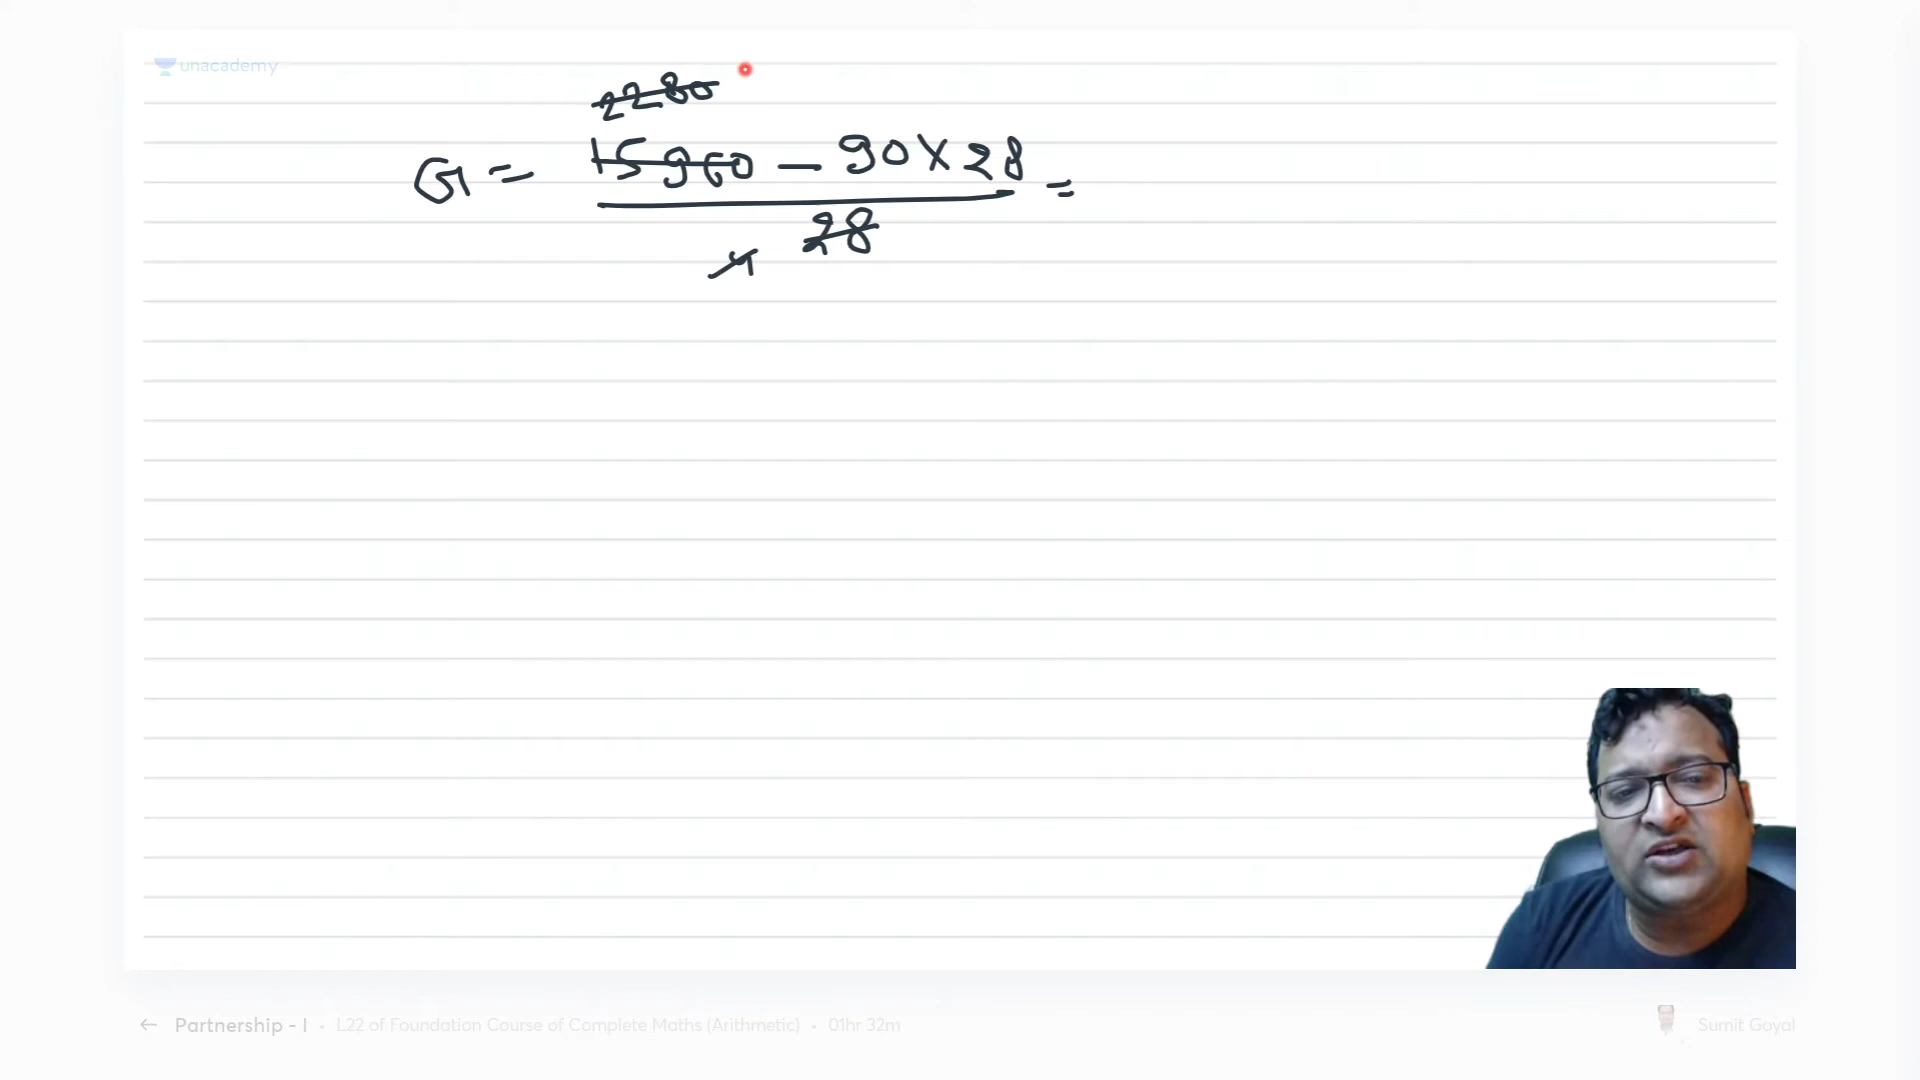 unacademy
2280
G = 15960 - 90 X 28 =
28
4
Partnership - I • L22 of Foundation Course of Complete Maths (Arithmetic) • 01hr 32m
Sumit Goyal